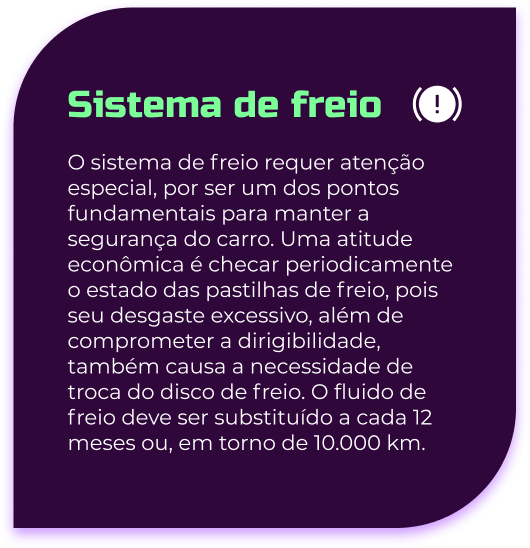 Sistema de freio
O sistema de freio requer atenção
especial, por ser um dos pontos
fundamentais para manter a
segurança do carro. Uma atitude
econômica é checar periodicamente
o estado das pastilhas de freio, pois
seu desgaste excessivo, além de
comprometer a dirigibilidade,
também causa a necessidade de
troca do disco de freio. O fluido de
freio deve ser substituído a cada 12
meses ou, em torno de 10.000 km.